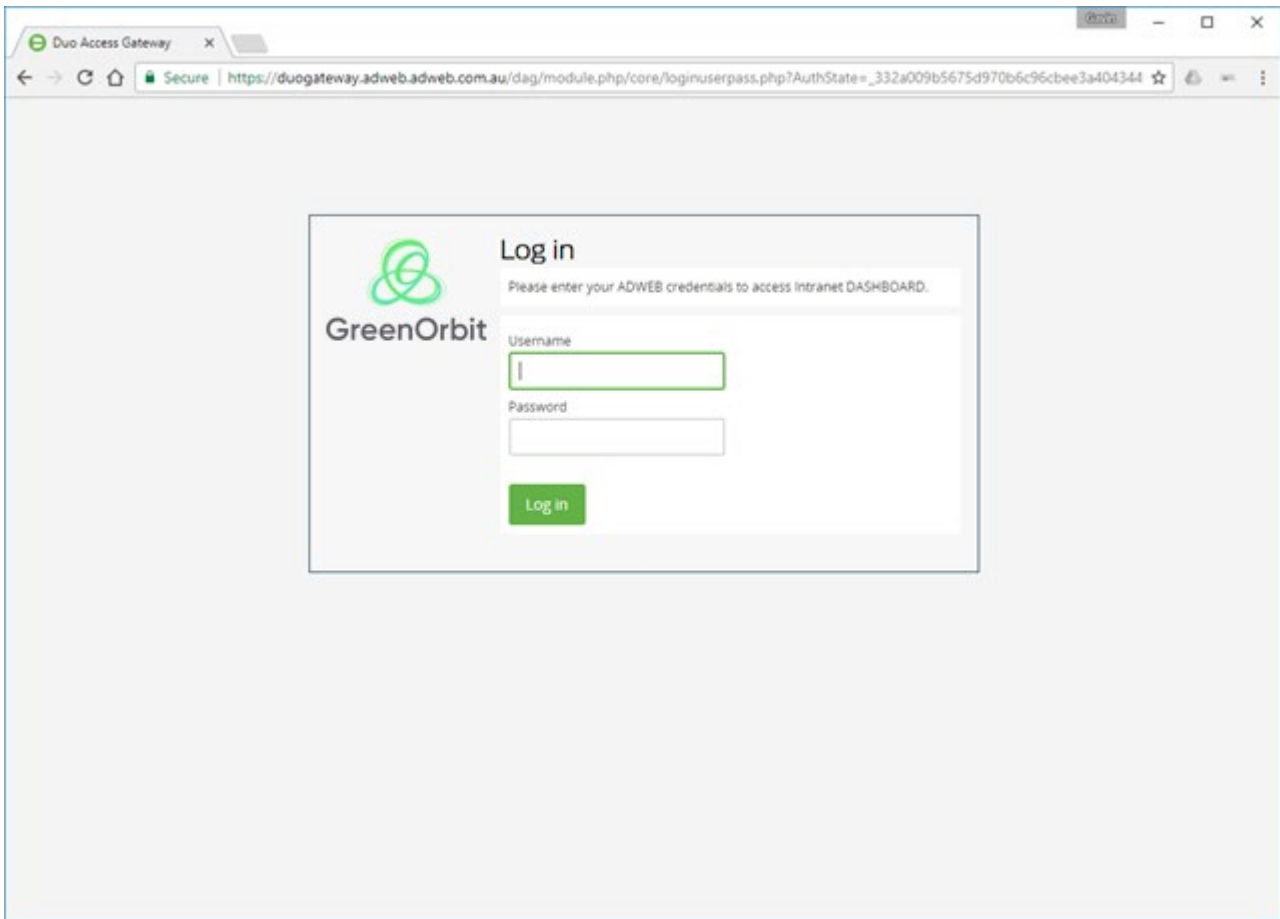 Gavin
Duo Access Gateway
Secure | https://duogateway.adweb.adweb.com.au/dag/module.php/core/loginuserpass.php?AuthState=_332a009b5675d970b6c96cbee3a404344
GreenOrbit
Log in
Please enter your ADWEB credentials to access Intranet DASHBOARD.
Username
Password
Log in